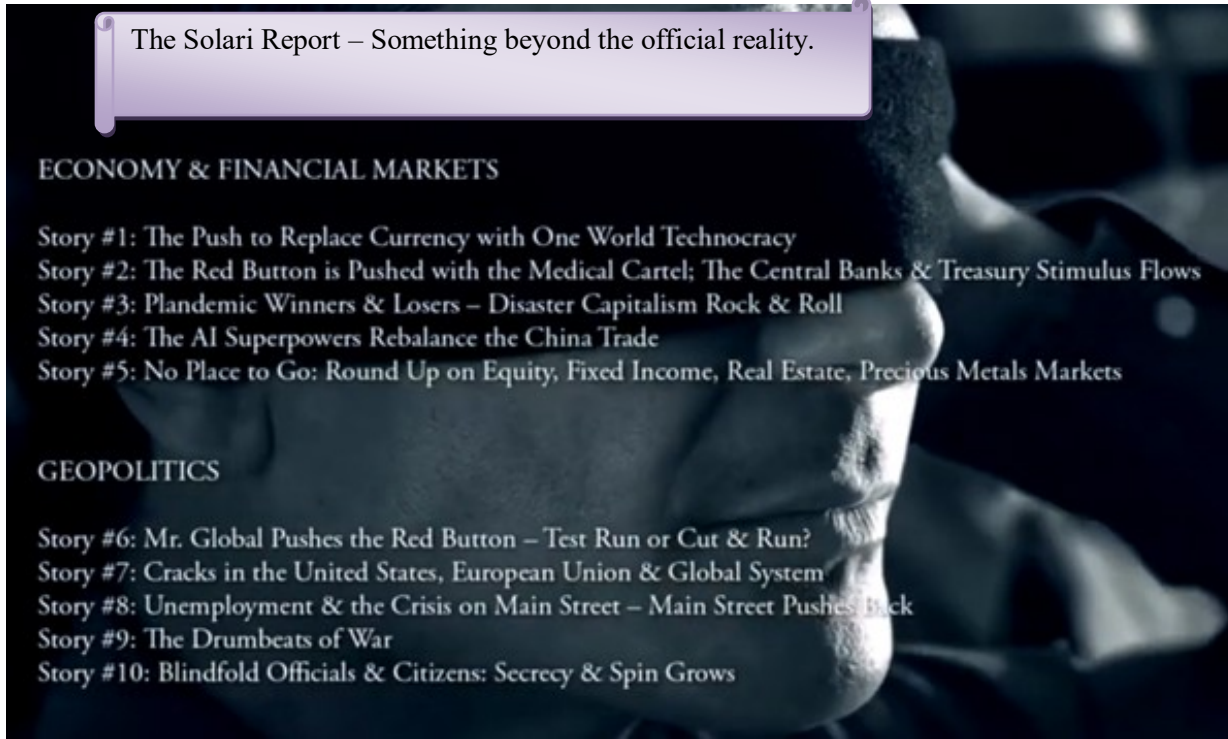 The Solari Report – Something beyond the official reality.
ECONOMY & FINANCIAL MARKETS
Story #1: The Push to Replace Currency with One World Technocracy
Story #2: The Red Button is Pushed with the Medical Cartel; The Central Banks & Treasury Stimulus Flows
Story #3: Plandemic Winners & Losers – Disaster Capitalism Rock & Roll
Story #4: The AI Superpowers Rebalance the China Trade
Story #5: No Place to Go: Round Up on Equity, Fixed Income, Real Estate, Precious Metals Markets
GEOPOLITICS
Story #6: Mr. Global Pushes the Red Button – Test Run or Cut & Run?
Story #7: Cracks in the United States, European Union & Global System
Story #8: Unemployment & the Crisis on Main Street – Main Street Pushes Back
Story #9: The Drumbeats of War
Story #10: Blindfold Officials & Citizens: Secrecy & Spin Grows